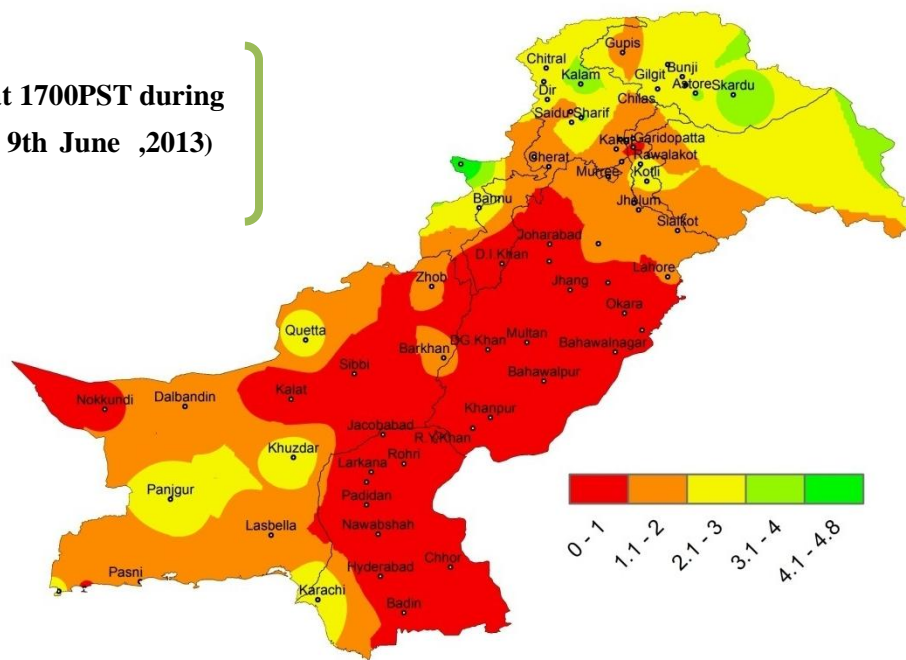 at 1700PST during
9th June ,2013)
Gupis
Chitral
Bunji
Kalam
Gilgit
Dir
Astore
Skardu
Chilas
Saidu Sharif
Garidopatta
Kakul
Cherat
Rawalakot
Murree
Kotli
Bannu
Jhelum
Sialkot
Joharabad
D.I.Khan
Lahore
Zhob
Jhang
Okara
Quetta
Multan
DG.Khan
Barkhan
Bahawalnagar
Sibbi
Bahawalpur
Kalat
Nokkundi
Dalbandin
Khanpur
Jacobabad
R.Y.Khan
Khuzdar
Rohri
Larkana
Panjgur
Padidan
Lasbella
Nawabshah
Chhor
Pasni
Hyderabad
Karachi
Badin
0 - 1
1.1 - 2
2.1 - 3
3.1 - 4
4.1 - 4.8